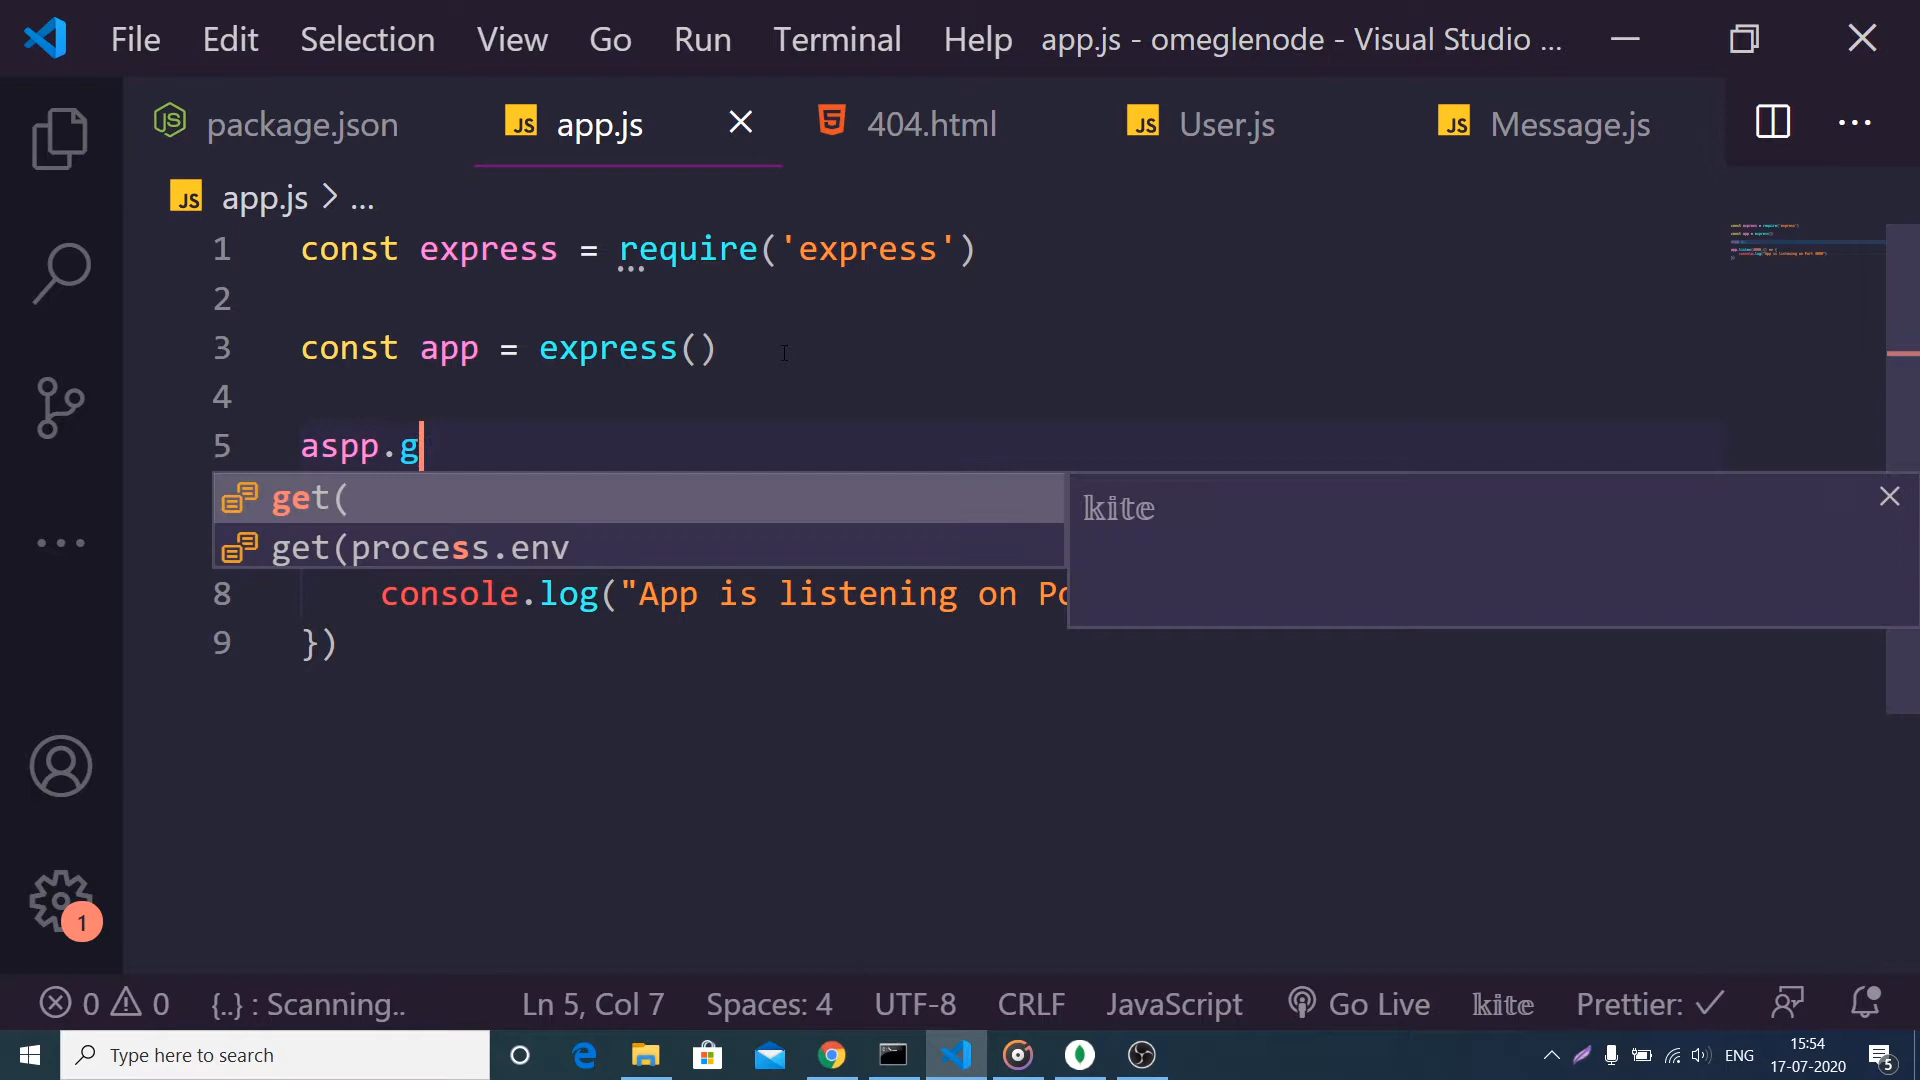 File Edit Selection View Go Run Terminal Help app.js - omeglenode - Visual Studio ...
package.json app.js 404.html User.js Message.js
app.js > ...
1 const express = require('express')
2
3 const app = express()
4
5 aspp.g
get(
kite
get(process.env
8 console.log("App is listening on Po
9 })
1
0 0 {..} : Scanning.. Ln 5, Col 7 Spaces: 4 UTF-8 CRLF JavaScript Go Live kite Prettier: ✓
Type here to search
ENG
15:54
17-07-2020
5